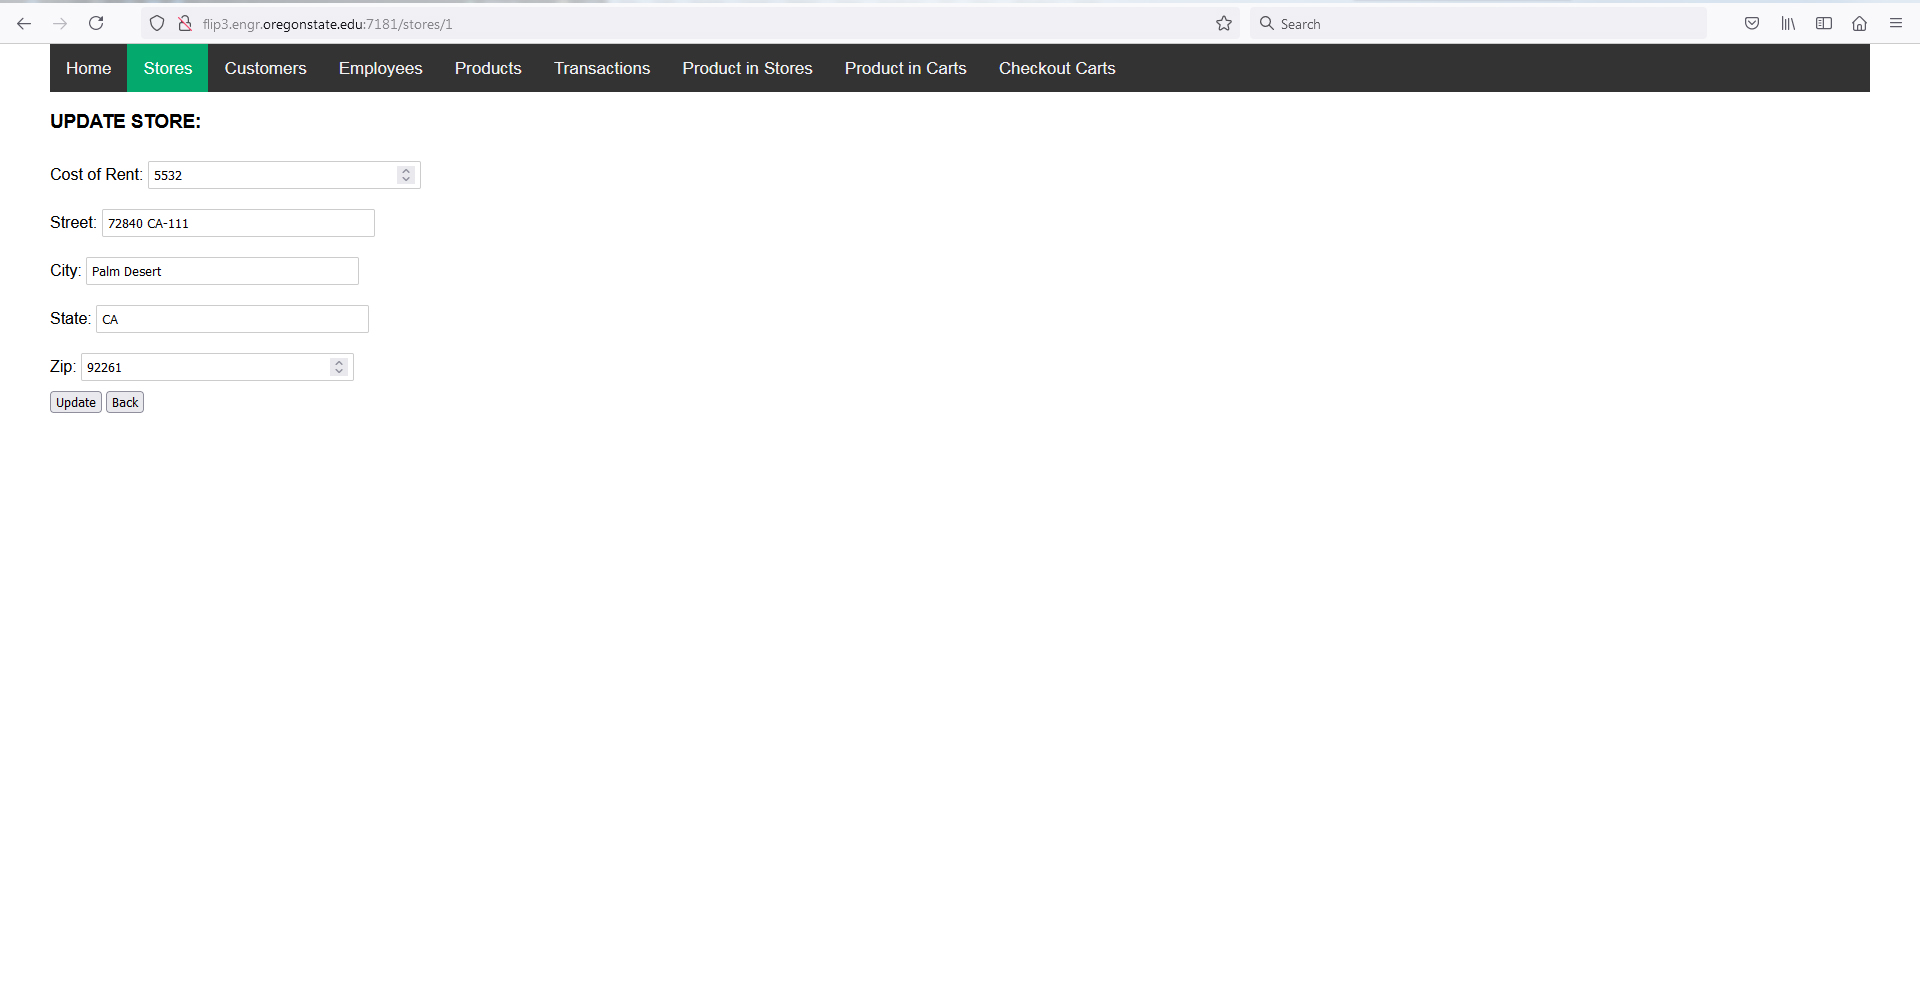 flip3.engr.oregonstate.edu:7181/stores/1 Search
Home Stores Customers Employees Products Transactions Product in Stores Product in Carts Checkout Carts
UPDATE STORE:
Cost of Rent: 5532
Street: 72840 CA-111
City: Palm Desert
State: CA
Zip: 92261
Update Back